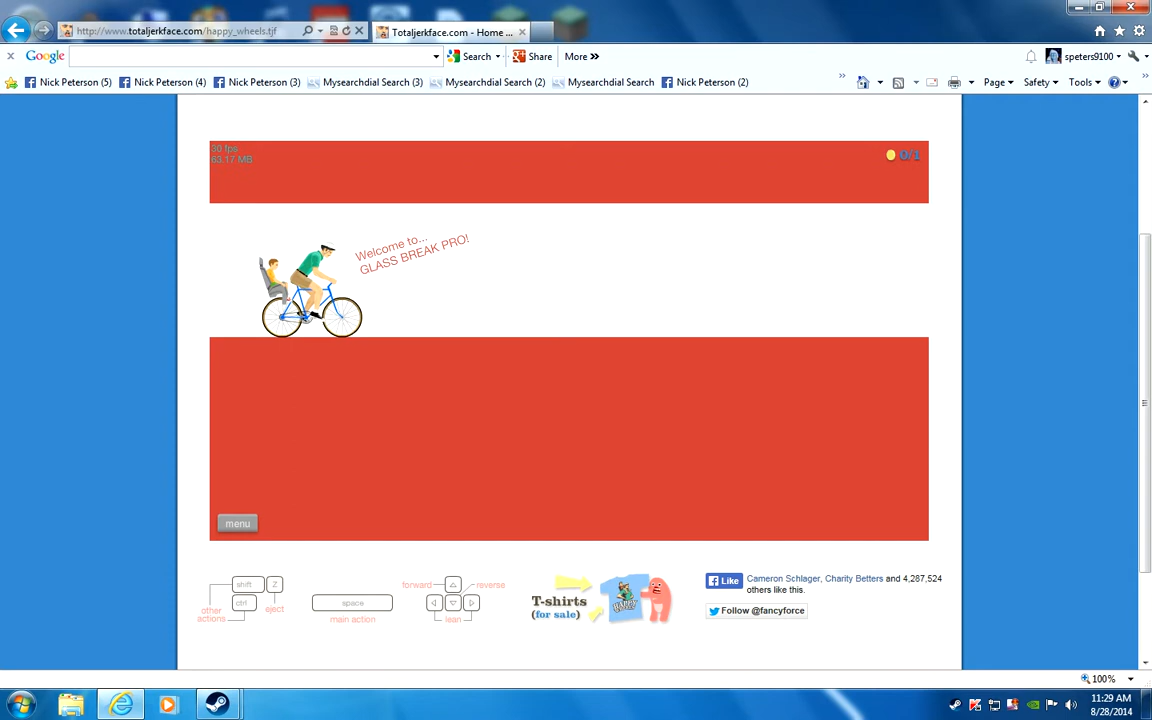 http://www.totaljerkface.com/happy_wheels.tjf
Totaljerkface.com - Home ...
Google
Search
Share
More »
speters9100
Nick Peterson (5)
Nick Peterson (4)
Nick Peterson (3)
Mysearchdial Search (3)
Mysearchdial Search (2)
Mysearchdial Search
Nick Peterson (2)
Page
Safety
Tools
30 fps
63.17 MB
0/1
Welcome to...
GLASS BREAK PRO!
menu
shift
Z
ctrl
other
actions
eject
space
main action
forward
reverse
lean
T-shirts
(for sale)
HAPPY
Like
Cameron Schlager, Charity Betters and 4,287,524
others like this.
Follow @fancyforce
100%
11:29 AM
8/28/2014